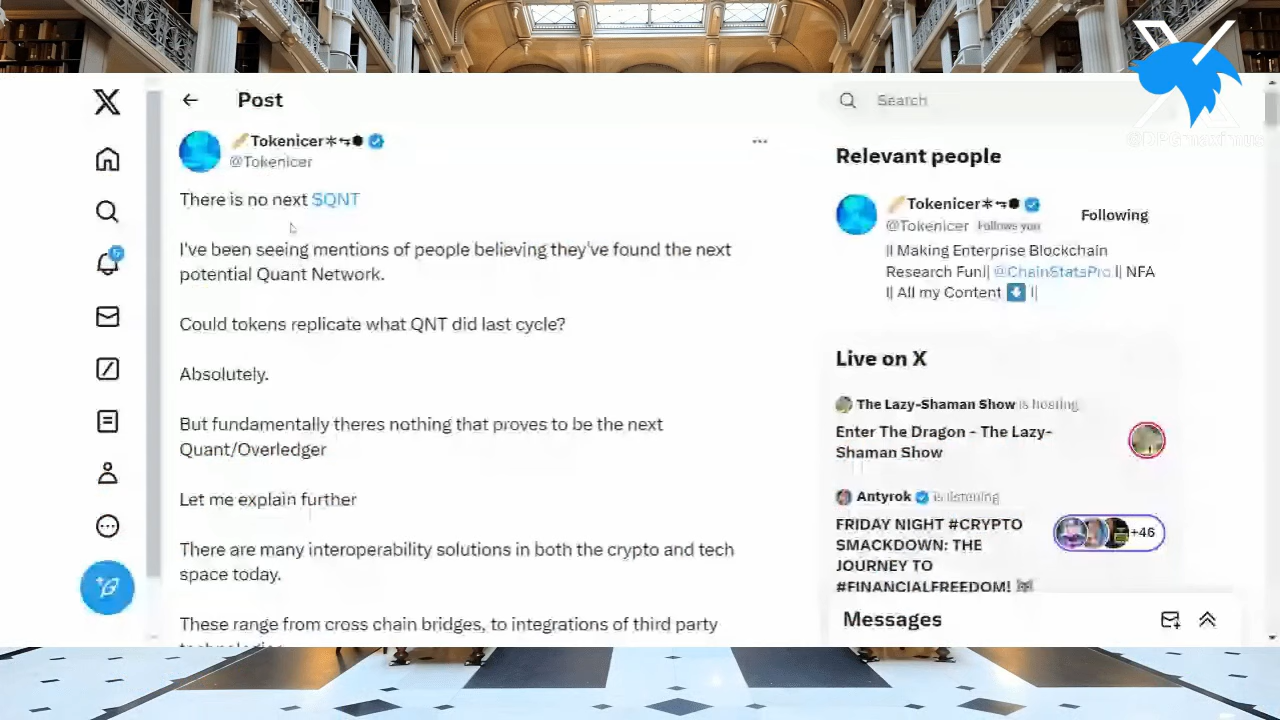 Post
Tokenicer
@Tokenicer
There is no next $QNT
I've been seeing mentions of people believing they've found the next
potential Quant Network.
Could tokens replicate what QNT did last cycle?
Absolutely.
But fundamentally theres nothing that proves to be the next
Quant/Overledger
Let me explain further
There are many interoperability solutions in both the crypto and tech
space today.
These range from cross chain bridges, to integrations of third party
Search
Relevant people
Tokenicer
@Tokenicer Follows you
Following
|| Making Enterprise Blockchain
Research Fun|| @ChainStatsPro || NFA
|| All my Content ||
Live on X
The Lazy-Shaman Show is hosting
Enter The Dragon - The Lazy-
Shaman Show
Antyrok is listening
FRIDAY NIGHT #CRYPTO
SMACKDOWN: THE
JOURNEY TO
#FINANCIALFREEDOM!
+46
Messages